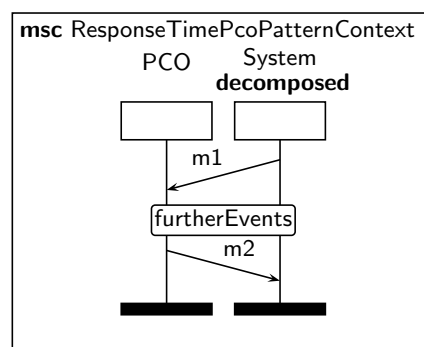 msc ResponseTimePcoPatternContext
PCO
System
decomposed
m1
furtherEvents
m2